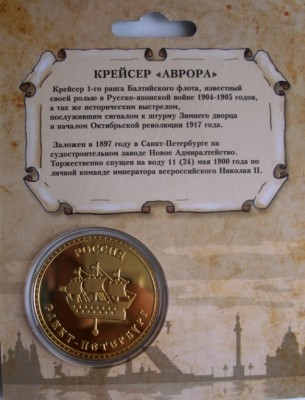 КРЕЙСЕР «АВРОРА»
Крейсер 1-го ранга Балтийского флота, известный
своей ролью в Русско-японской войне 1904-1905 годов,
а так же историческим выстрелом,
послужившим сигналом к штурму Зимнего дворца
и началом Октябрьской революции 1917 года.
Заложен в 1897 году в Санкт-Петербурге на
судостроительном заводе Новое Адмиралтейство.
Торжественно спущен на воду 11 (24) мая 1900 года по
личной команде императора всероссийского Николая II.
РОССИЯ
САНКТ-ПЕТЕРБУРГ